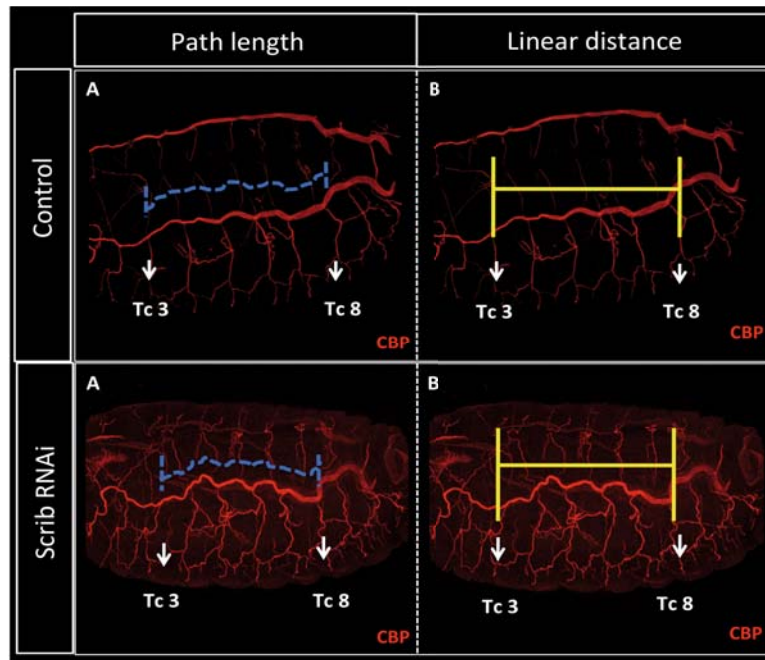 Path length
Linear distance
Control
A
Tc 3
Tc 8
CBP
B
Tc 3
Tc 8
CBP
Scrib RNAi
A
Tc 3
Tc 8
CBP
B
Tc 3
Tc 8
CBP